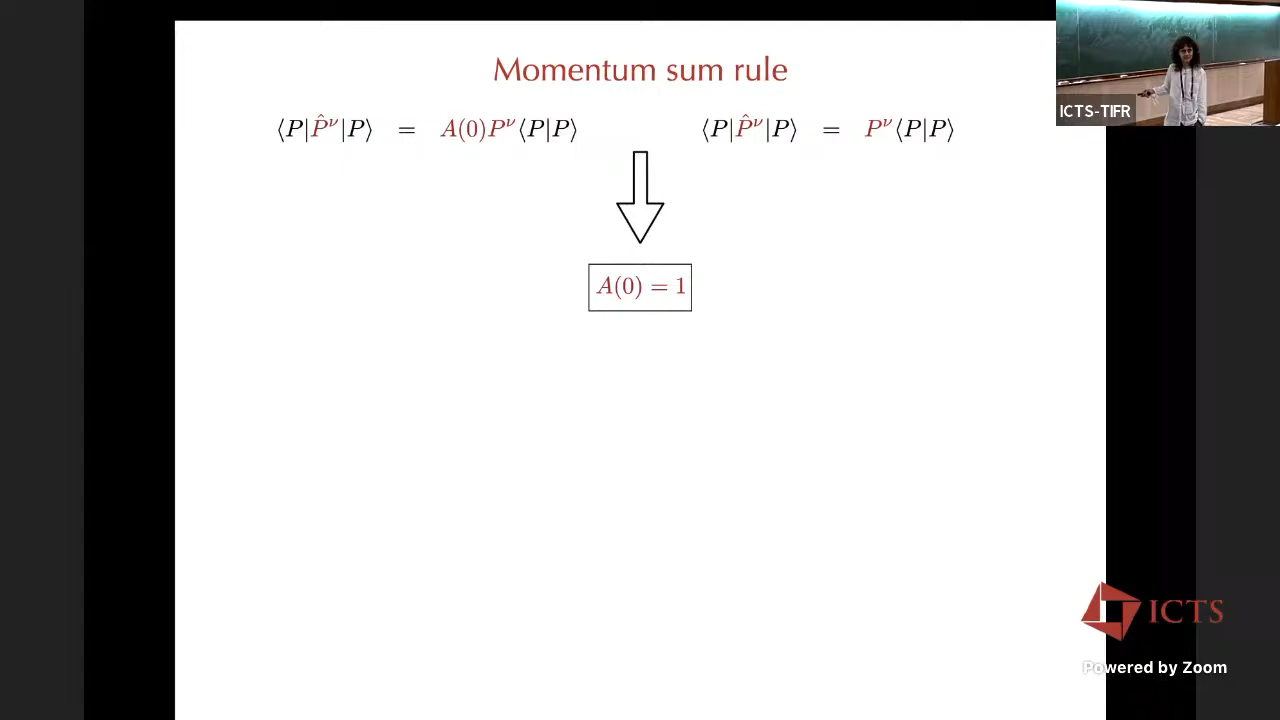 Momentum sum rule
⟨P|P̂^ν|P⟩ = A(0)P^ν⟨P|P⟩ ⟨P|P̂^ν|P⟩ = P^ν⟨P|P⟩
A(0) = 1
ICTS-TIFR
ICTS
Powered by Zoom